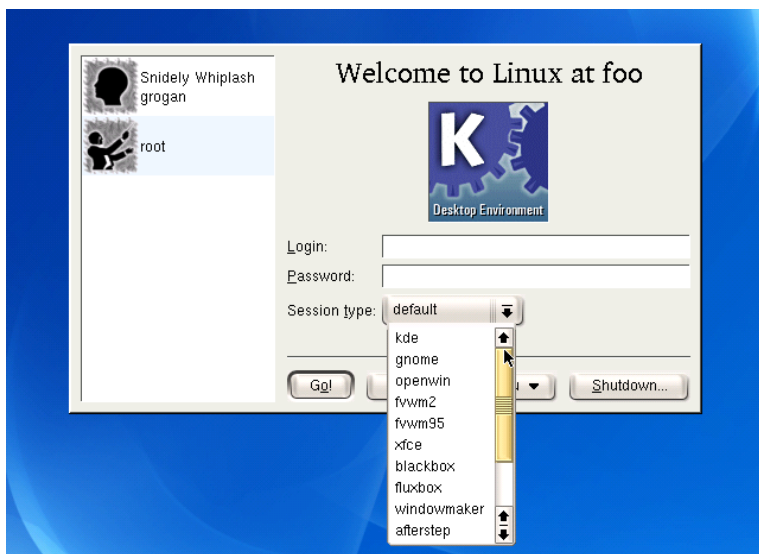 Snidely Whiplash
grogan
root
Welcome to Linux at foo
K
Desktop Environment
Login:
Password:
Session type: default
kde
gnome
openwin
fvwm2
fvwm95
xfce
blackbox
fluxbox
windowmaker
afterstep
Go!
Shutdown...